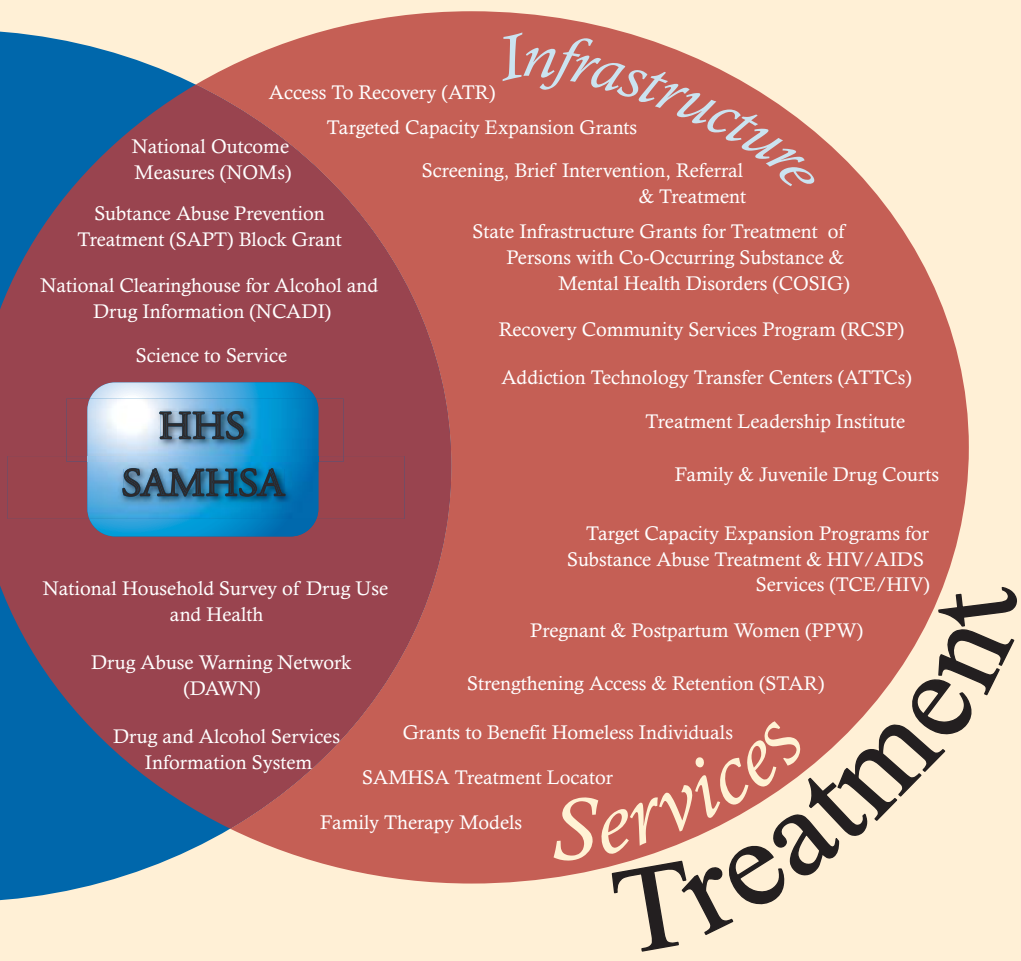 Infrastructure
Access To Recovery (ATR)
Targeted Capacity Expansion Grants
Screening, Brief Intervention, Referral
& Treatment
State Infrastructure Grants for Treatment of
Persons with Co-Occurring Substance &
Mental Health Disorders (COSIG)
Recovery Community Services Program (RCSP)
Addiction Technology Transfer Centers (ATTCs)
Treatment Leadership Institute
Family & Juvenile Drug Courts
Target Capacity Expansion Programs for
Substance Abuse Treatment & HIV/AIDS
Services (TCE/HIV)
Pregnant & Postpartum Women (PPW)
Strengthening Access & Retention (STAR)
Grants to Benefit Homeless Individuals
SAMHSA Treatment Locator
Family Therapy Models
Services
Treatment
National Outcome
Measures (NOMs)
Subtance Abuse Prevention
Treatment (SAPT) Block Grant
National Clearinghouse for Alcohol and
Drug Information (NCADI)
Science to Service
HHS
SAMHSA
National Household Survey of Drug Use
and Health
Drug Abuse Warning Network
(DAWN)
Drug and Alcohol Services
Information System